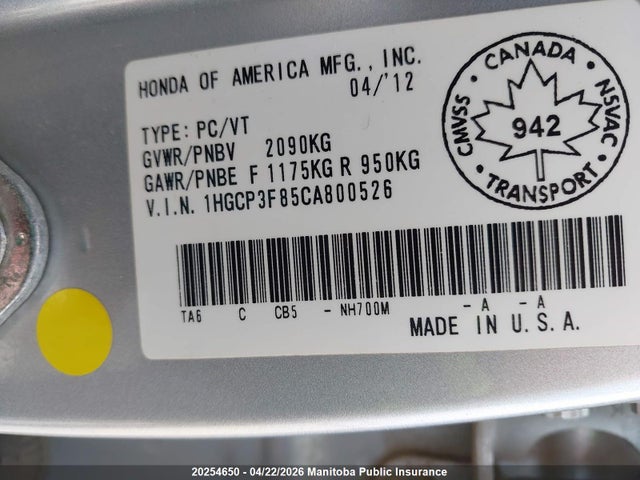 HONDA OF AMERICA MFG., INC.
04/'12
TYPE: PC/VT
GVWR/PNBV 2090KG
GAWR/PNBE F 1175KG R 950KG
V.I.N. 1HGCP3F85CA800526
CANADA
CMVSS
942
NSVAC
TRANSPORT
TA6 C CB5 - NH700M - A - A
MADE IN U.S.A.
20254650 - 04/22/2026 Manitoba Public Insurance